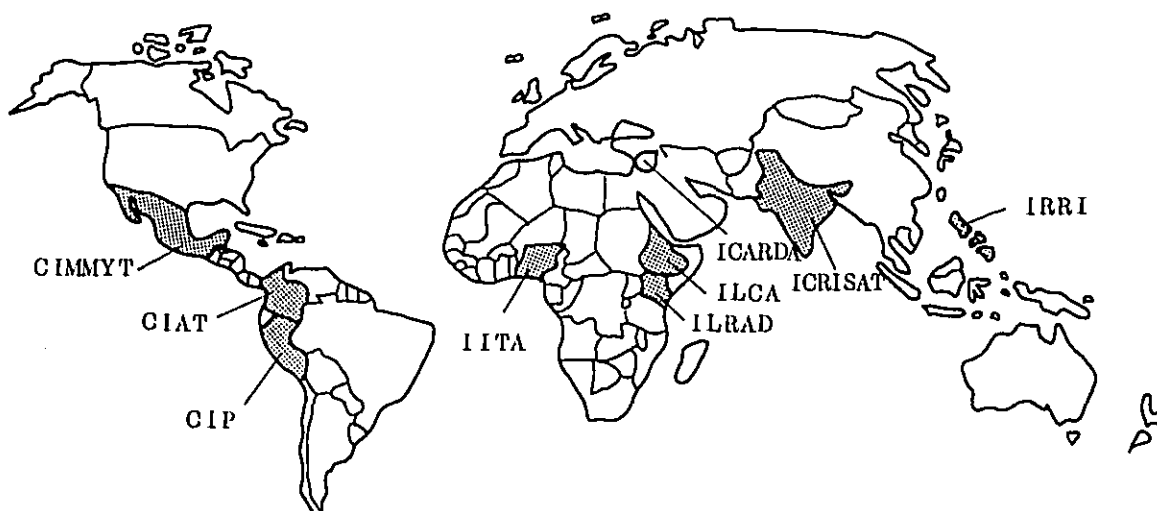 CIMMYT
CIAT
CIP
IITA
ICARDA
ILCA
ILRAD
ICRISAT
IRRI